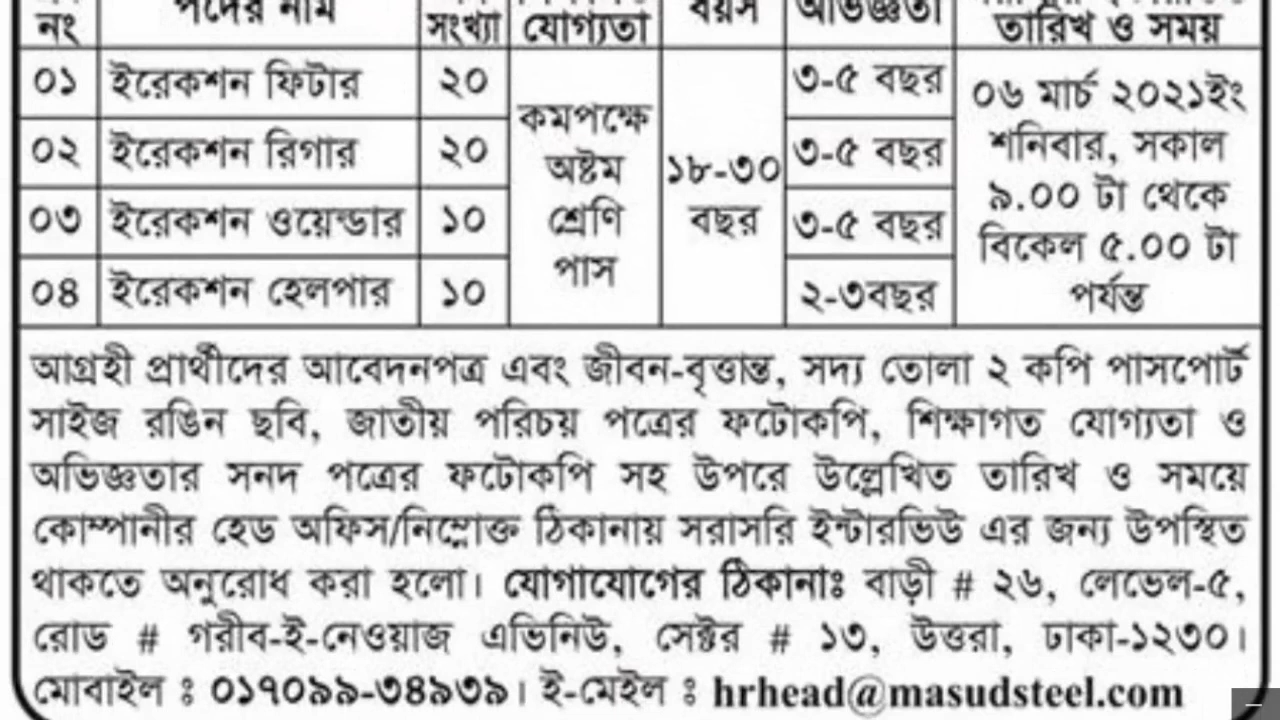 নং পদের নাম সংখ্যা যোগ্যতা বয়স অভিজ্ঞতা তারিখ ও সময়
০১ ইরেকশন ফিটার ২০ ৩-৫ বছর
০২ ইরেকশন রিগার ২০ ৩-৫ বছর
০৩ ইরেকশন ওয়েল্ডার ১০ ৩-৫ বছর
০৪ ইরেকশন হেলপার ১০ ২-৩বছর
কমপক্ষে
অষ্টম
শ্রেণি
পাস
১৮-৩০
বছর
০৬ মার্চ ২০২১ইং
শনিবার, সকাল
৯.০০ টা থেকে
বিকেল ৫.০০ টা
পর্যন্ত
আগ্রহী প্রার্থীদের আবেদনপত্র এবং জীবন-বৃত্তান্ত, সদ্য তোলা ২ কপি পাসপোর্ট
সাইজ রঙিন ছবি, জাতীয় পরিচয় পত্রের ফটোকপি, শিক্ষাগত যোগ্যতা ও
অভিজ্ঞতার সনদ পত্রের ফটোকপি সহ উপরে উল্লেখিত তারিখ ও সময়ে
কোম্পানীর হেড অফিস/নিম্নোক্ত ঠিকানায় সরাসরি ইন্টারভিউ এর জন্য উপস্থিত
থাকতে অনুরোধ করা হলো। যোগাযোগের ঠিকানাঃ বাড়ী # ২৬, লেভেল-৫,
রোড # গরীব-ই-নেওয়াজ এভিনিউ, সেক্টর # ১৩, উত্তরা, ঢাকা-১২৩০।
মোবাইল ঃ ০১৭০৯৯-৩৪৯৩৯। ই-মেইল ঃ hrhead@masudsteel.com